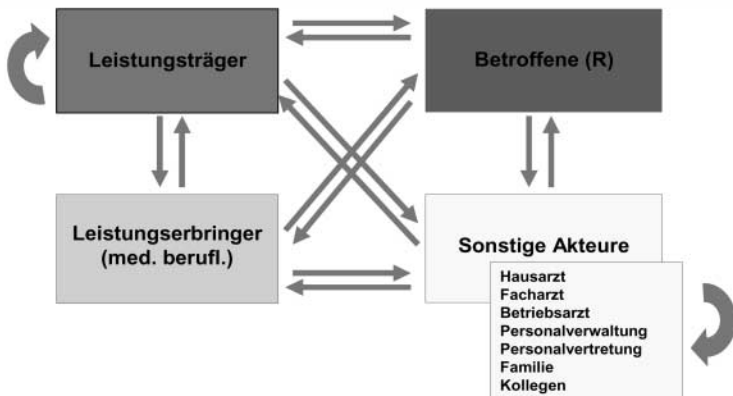 Leistungsträger
Betroffene (R)
Leistungserbringer
(med. berufl.)
Sonstige Akteure
Hausarzt
Facharzt
Betriebsarzt
Personalverwaltung
Personalvertretung
Familie
Kollegen